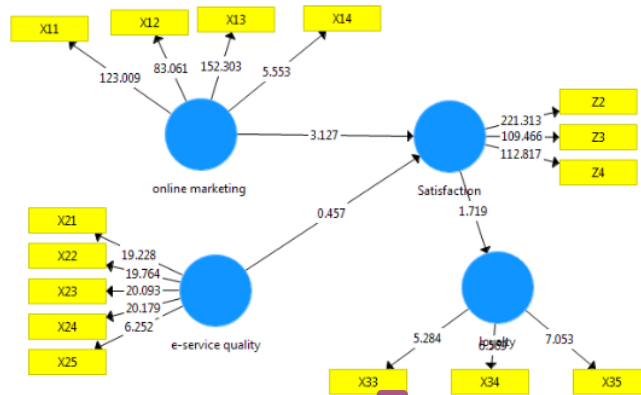 X11
X12
X13
X14
123.009
83.061
152.303
5.553
online marketing
3.127
Satisfaction
221.313
109.466
112.817
Z2
Z3
Z4
0.457
1.719
X21
X22
X23
X24
X25
19.228
19.764
20.093
20.179
6.252
e-service quality
loyalty
5.284
7.053
X33
X34
X35